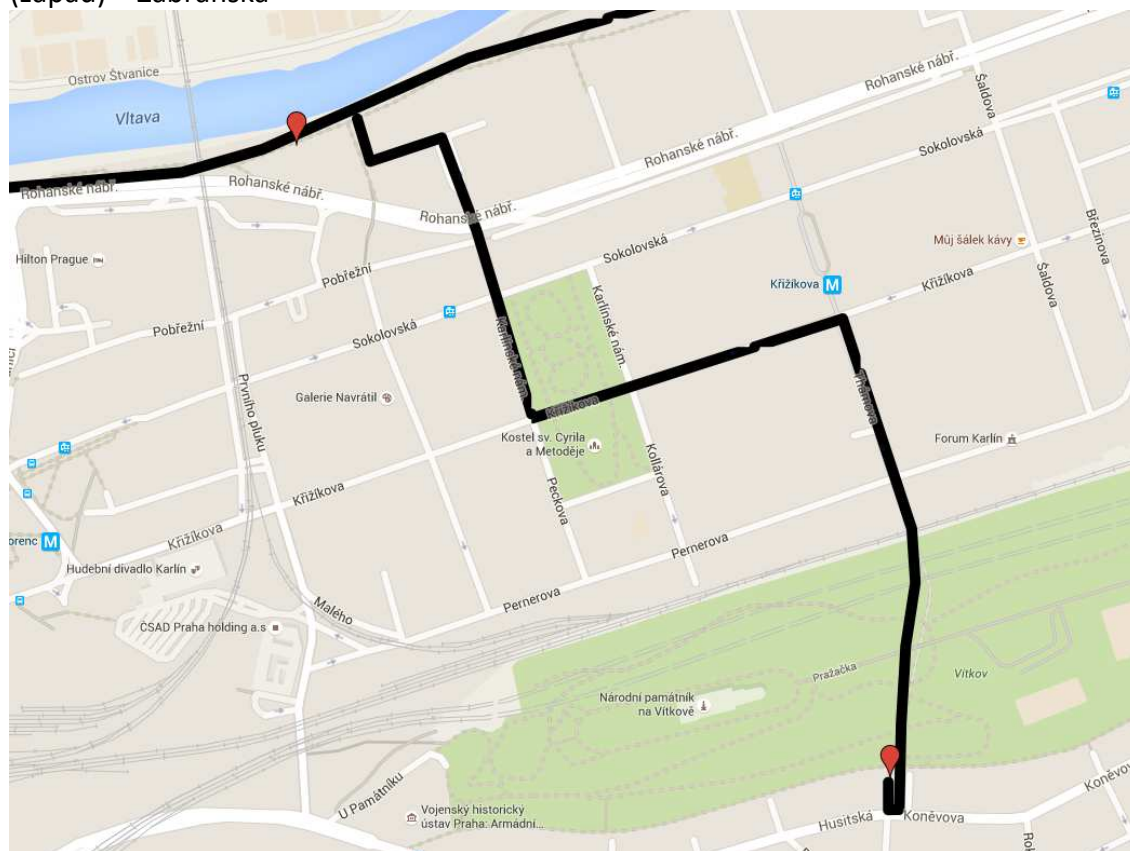 Ostrov Štvanice
Vltava
Rohanské nábř.
Šaldova
Rohanské nábř.
Sokolovská
Rohanské nábř.
Rohanské nábř.
Rohanské nábř.
Březinova
Můj šálek kávy
Hilton Prague
Pobřežní
Sokolovská
Křižíkova
Křižíkova
M
Šaldova
Karlínské nám.
Pobřežní
Sokolovská
Karlínské nám.
Prvního pluku
Galerie Navrátil
Křižíkova
Thámova
Kostel sv. Cyrila
a Metoděje
Forum Karlín
Kollárova
Peckova
Křižíkova
Křižíkova
orenc M
Hudební divadlo Karlín
Pernerova
Pernerova
Malého
ČSAD Praha holding a.s
Pražačka
Vítkov
Národní památník
na Vítkově
U Památníku
Vojenský historický
ústav Praha: Armádní...
Husitská
Koněvova
Koněvova